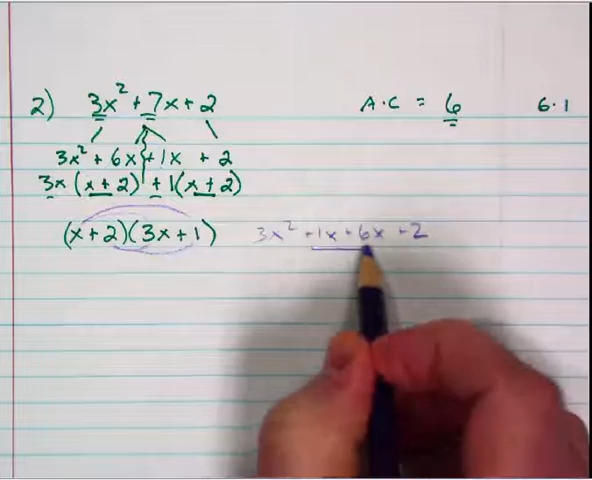 2) 3x² + 7x + 2 A·C = 6 6·1
3x² + 6x + 1x + 2
3x (x + 2) + 1(x + 2)
(x + 2)(3x + 1) 3x² + 1x + 6x + 2